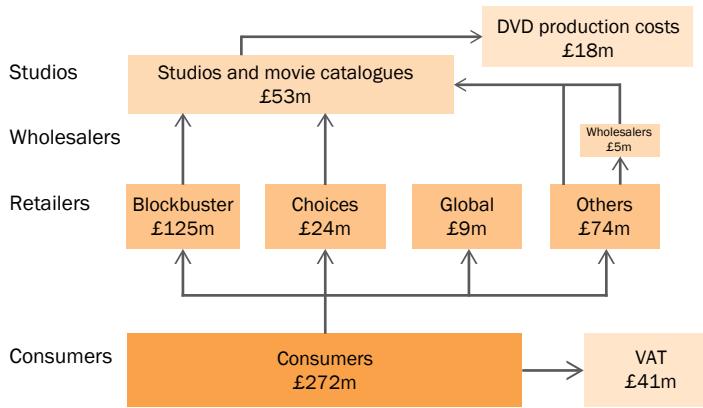 DVD production costs
£18m
Studios
Studios and movie catalogues
£53m
Wholesalers
Wholesalers
£5m
Retailers
Blockbuster
£125m
Choices
£24m
Global
£9m
Others
£74m
Consumers
Consumers
£272m
VAT
£41m